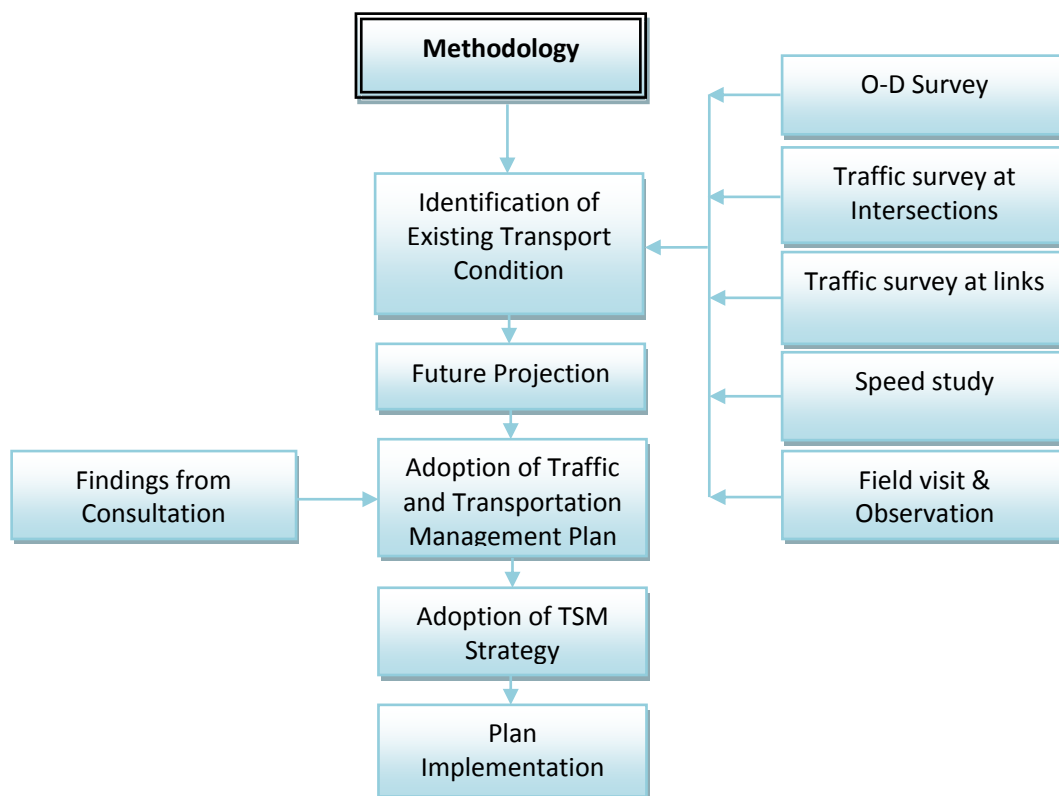 Methodology
O-D Survey
Traffic survey at
Intersections
Identification of
Existing Transport
Condition
Traffic survey at links
Future Projection
Speed study
Findings from
Consultation
Adoption of Traffic
and Transportation
Management Plan
Field visit &
Observation
Adoption of TSM
Strategy
Plan
Implementation